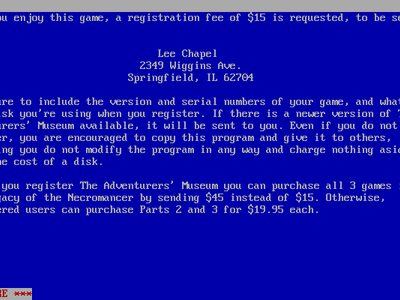 ou enjoy this game, a registration fee of $15 is requested, to be se
Lee Chapel
2349 Wiggins Ave.
Springfield, IL 62704
ure to include the version and serial numbers of your game, and what
isk you're using when you register. If there is a newer version of T
urers' Museum available, it will be sent to you. Even if you do not
er, you are encouraged to copy this program and give it to others,
ing you do not modify the program in any way and charge nothing asid
he cost of a disk.
you register The Adventurers' Museum you can purchase all 3 games i
gacy of the Necromancer by sending $45 instead of $15. Otherwise,
ered users can purchase Parts 2 and 3 for $19.95 each.
RE ***